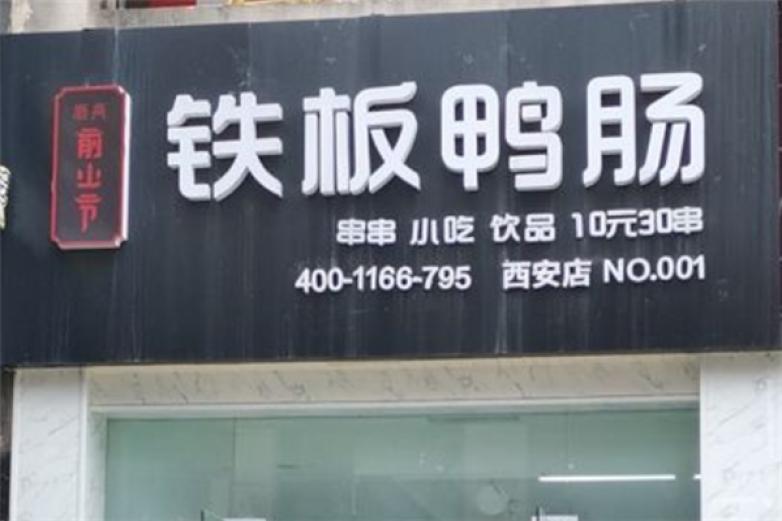 前山节
铁板鸭肠
串串 小吃 饮品 10元30串
400-1166-795 西安店 NO.001